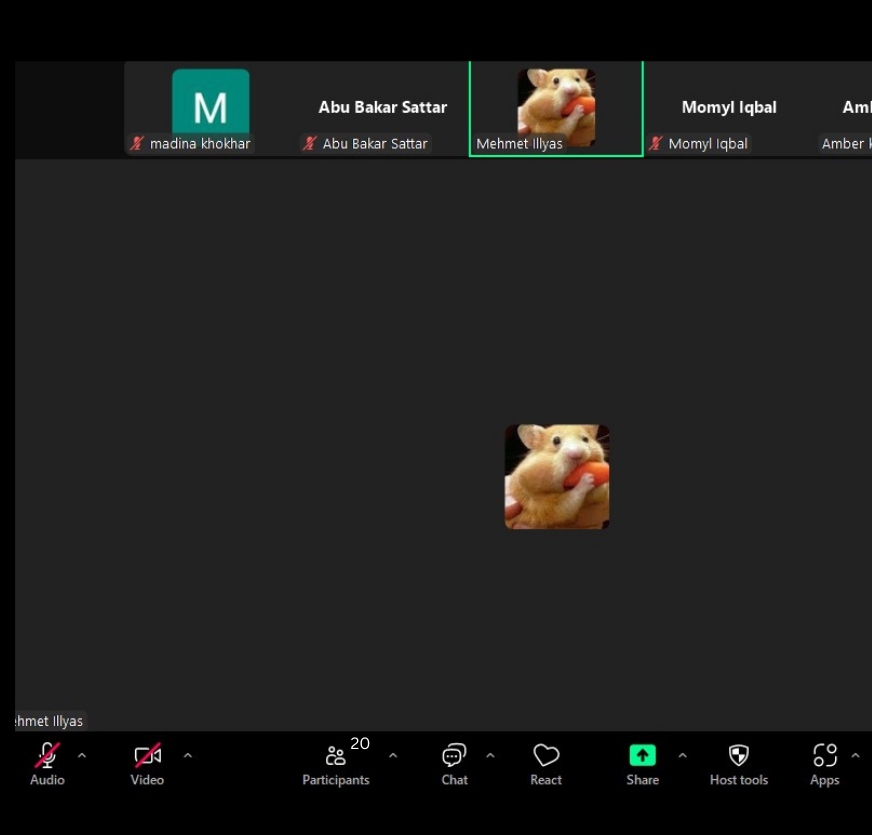 M
madina khokhar
Abu Bakar Sattar
Abu Bakar Sattar
Mehmet Illyas
Momyl Iqbal
Momyl Iqbal
Amber
hmet Illyas
20
Audio
Video
Participants
Chat
React
Share
Host tools
Apps